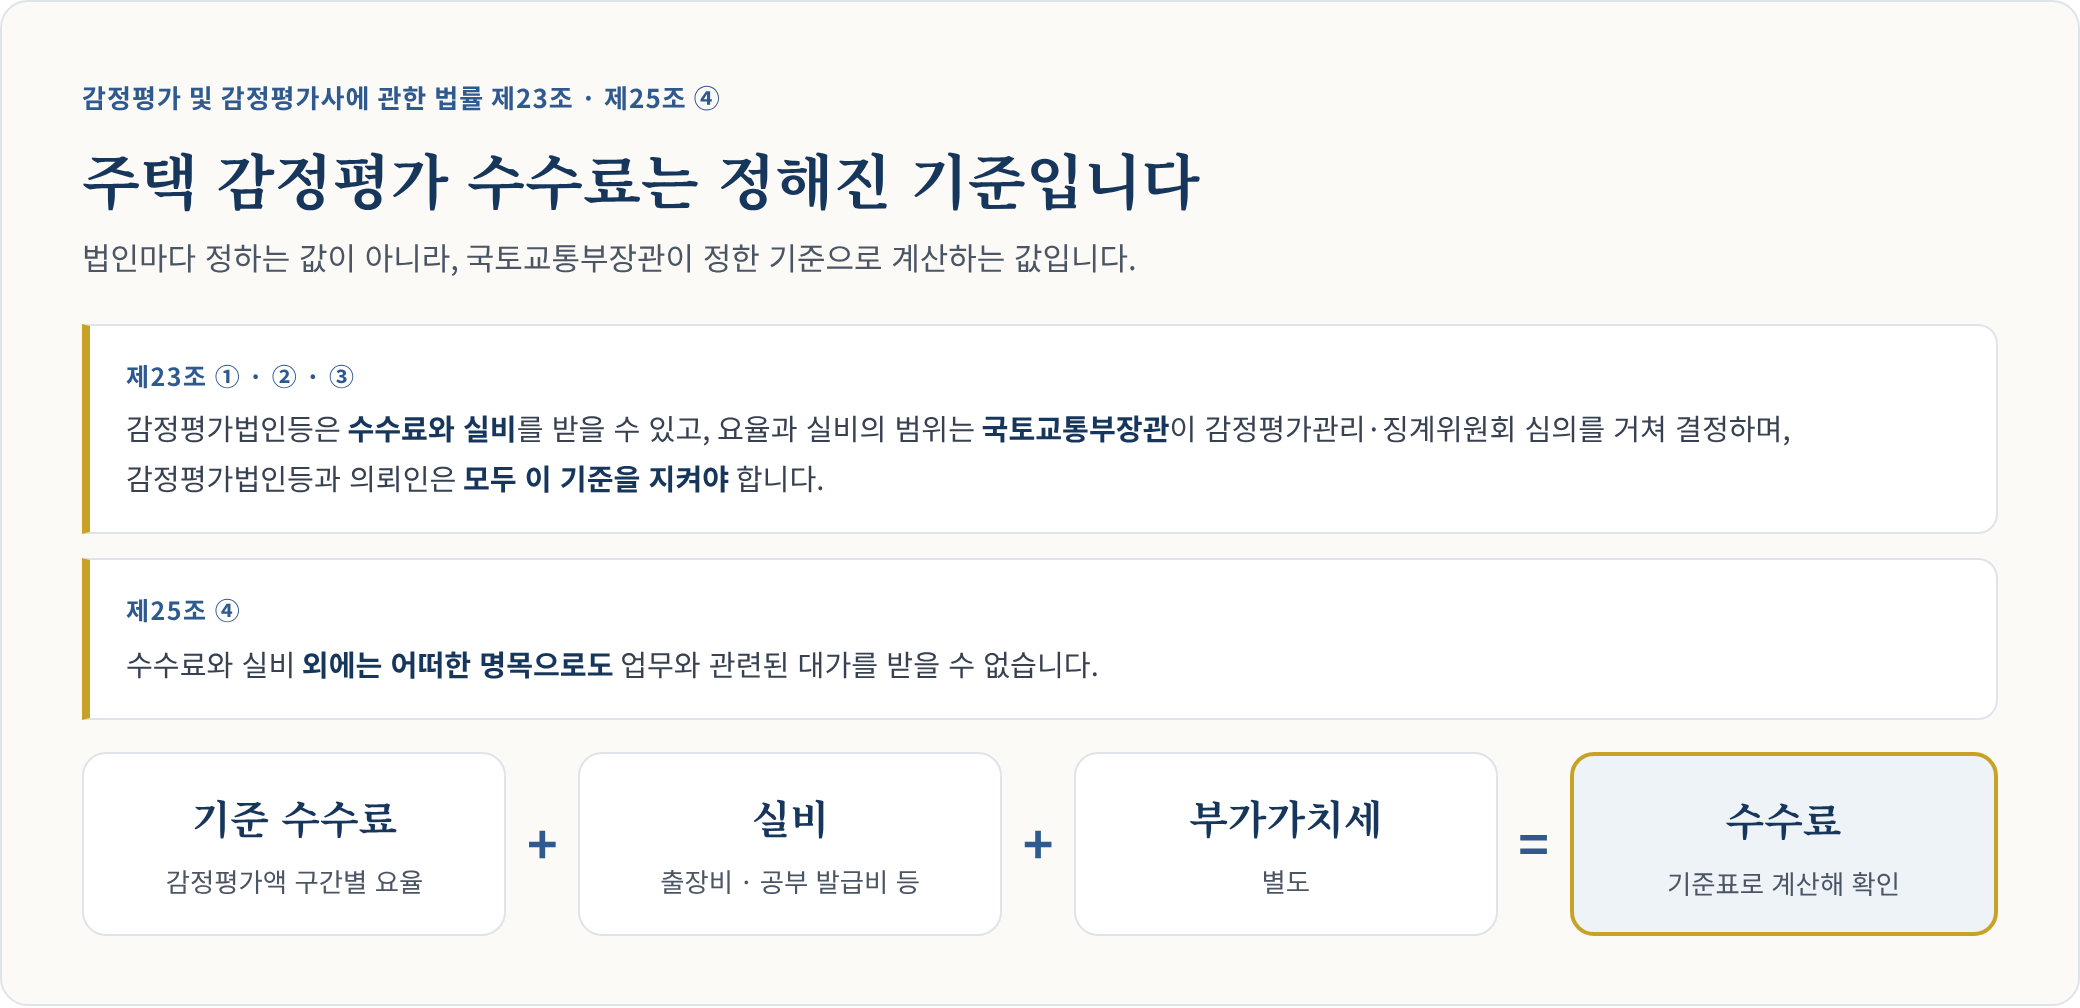 감정평가 및 감정평가사에 관한 법률 제23조 · 제25조 ④
주택 감정평가 수수료는 정해진 기준입니다
법인마다 정하는 값이 아니라, 국토교통부장관이 정한 기준으로 계산하는 값입니다.
제23조 ① · ② · ③
감정평가법인등은 수수료와 실비를 받을 수 있고, 요율과 실비의 범위는 국토교통부장관이 감정평가관리·징계위원회 심의를 거쳐 결정하며,
감정평가법인등과 의뢰인은 모두 이 기준을 지켜야 합니다.
제25조 ④
수수료와 실비 외에는 어떠한 명목으로도 업무와 관련된 대가를 받을 수 없습니다.
기준 수수료
감정평가액 구간별 요율
+
실비
출장비 · 공부 발급비 등
+
부가가치세
별도
=
수수료
기준표로 계산해 확인